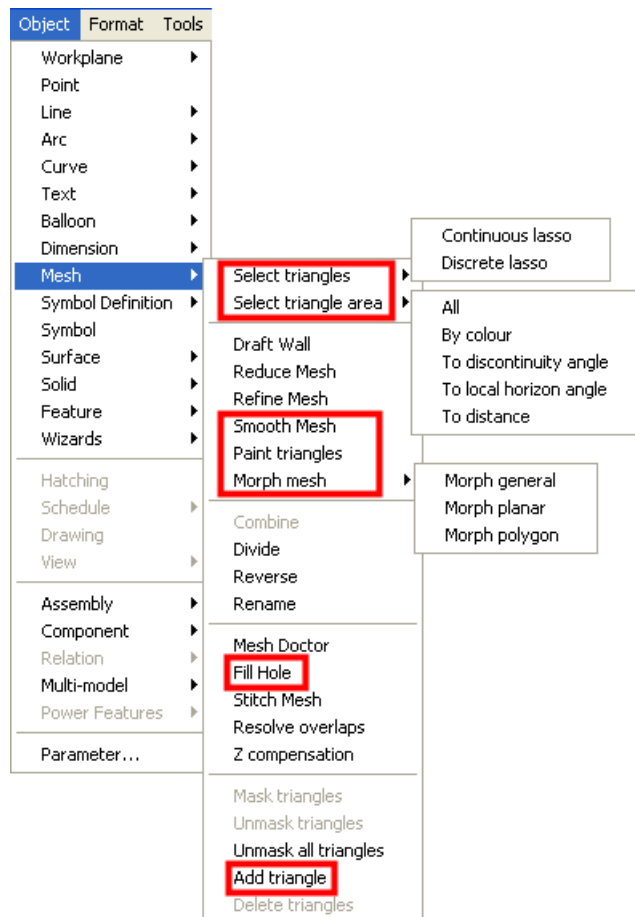 Object Format Tools
Workplane
Point
Line
Arc
Curve
Text
Balloon
Dimension
Mesh
Symbol Definition
Symbol
Surface
Solid
Feature
Wizards
Hatching
Schedule
Drawing
View
Assembly
Component
Relation
Multi-model
Power Features
Parameter...
Select triangles
Select triangle area
Draft Wall
Reduce Mesh
Refine Mesh
Smooth Mesh
Paint triangles
Morph mesh
Combine
Divide
Reverse
Rename
Mesh Doctor
Fill Hole
Stitch Mesh
Resolve overlaps
Z compensation
Mask triangles
Unmask triangles
Unmask all triangles
Add triangle
Delete triangles
Continuous lasso
Discrete lasso
All
By colour
To discontinuity angle
To local horizon angle
To distance
Morph general
Morph planar
Morph polygon